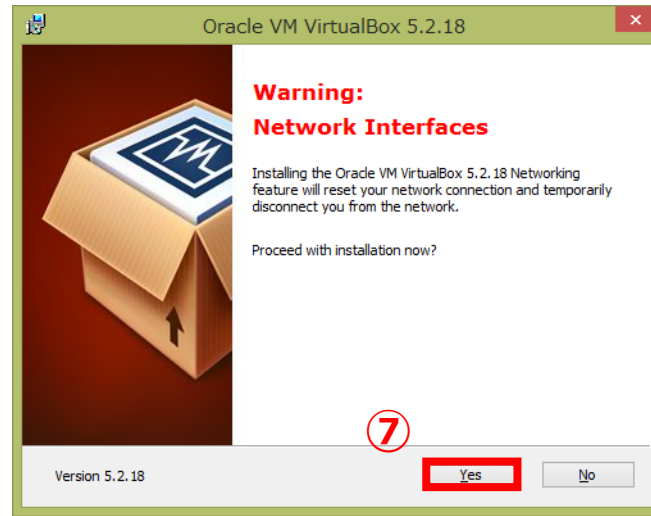 Oracle VM VirtualBox 5.2.18
Warning:
Network Interfaces
Installing the Oracle VM VirtualBox 5.2.18 Networking
feature will reset your network connection and temporarily
disconnect you from the network.
Proceed with installation now?
⑦
Version 5.2.18
Yes
No